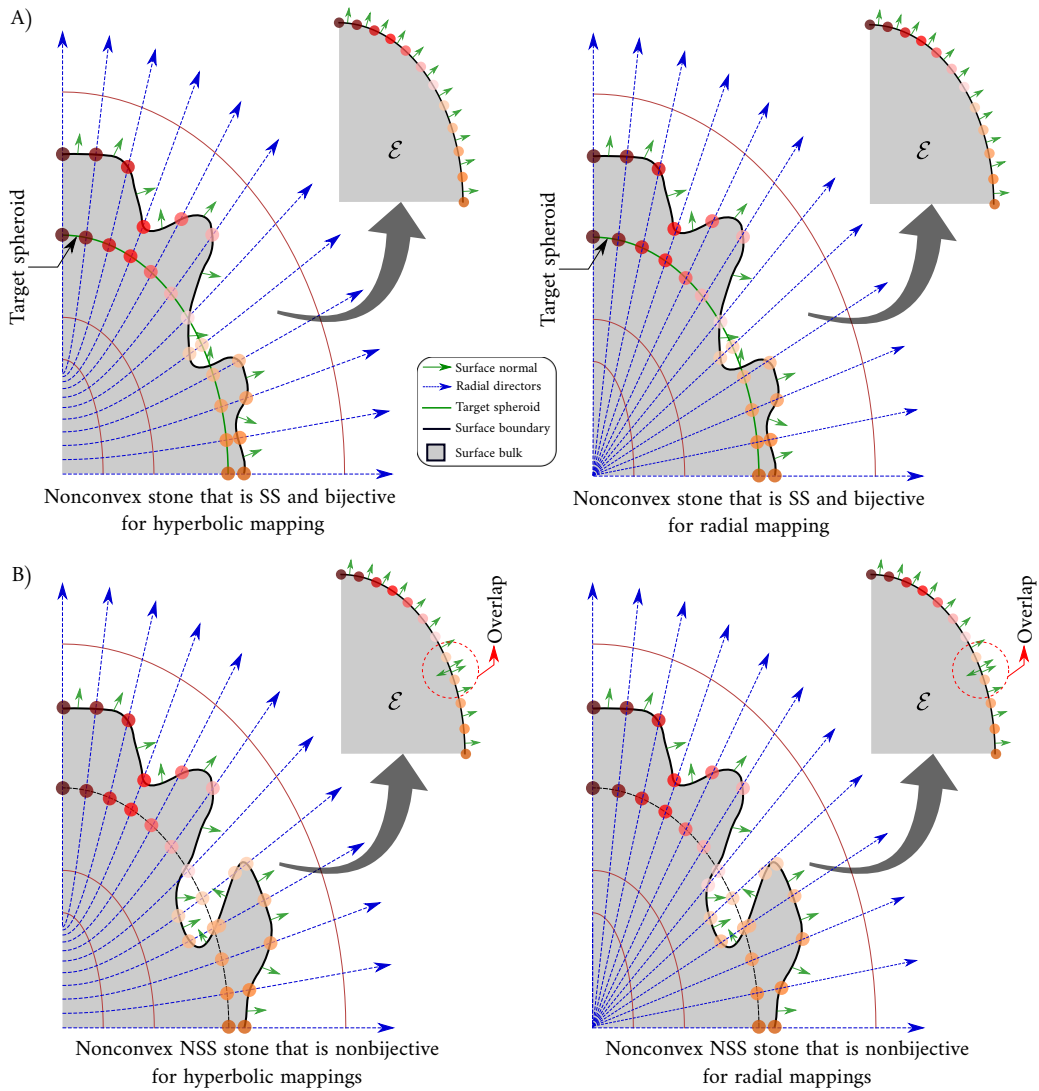 A)
ℰ
ℰ
Target spheroid
Target spheroid
Surface normal
Radial directors
Target spheroid
Surface boundary
Surface bulk
Nonconvex stone that is SS and bijective
for hyperbolic mapping
Nonconvex stone that is SS and bijective
for radial mapping
B)
Overlap
Overlap
ℰ
ℰ
Nonconvex NSS stone that is nonbijective
for hyperbolic mappings
Nonconvex NSS stone that is nonbijective
for radial mappings